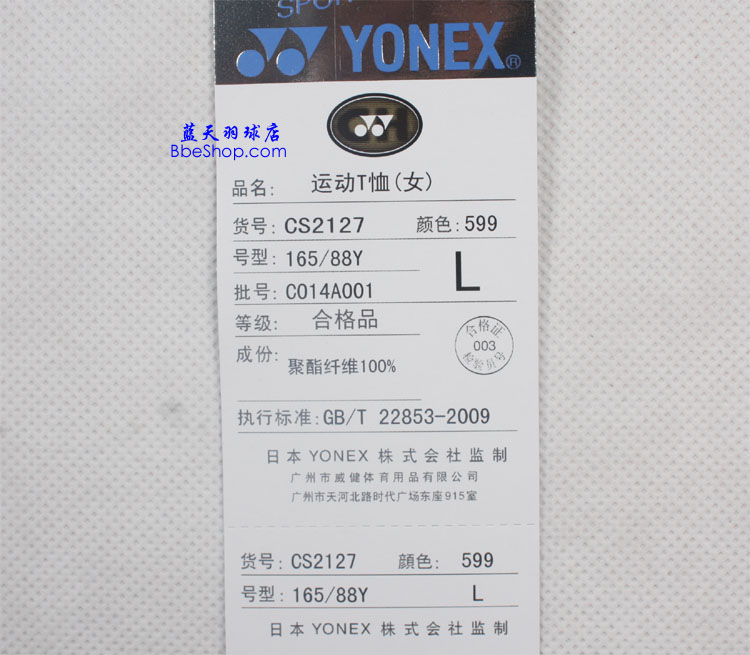 SPOR
YONEX®
蓝天羽球店
BbeShop.com
品名: 运动T恤(女)
货号: CS2127 颜色: 599
号型: 165/88Y L
批号: C014A001
等级: 合格品
成份: 聚酯纤维100%
合格证
003
检验员号
执行标准: GB/T 22853-2009
日本 YONEX 株式会社监制
广州市威健体育用品有限公司
广州市天河北路时代广场东座915室
货号: CS2127 顔色: 599
号型: 165/88Y L
日本 YONEX 株式会社监制